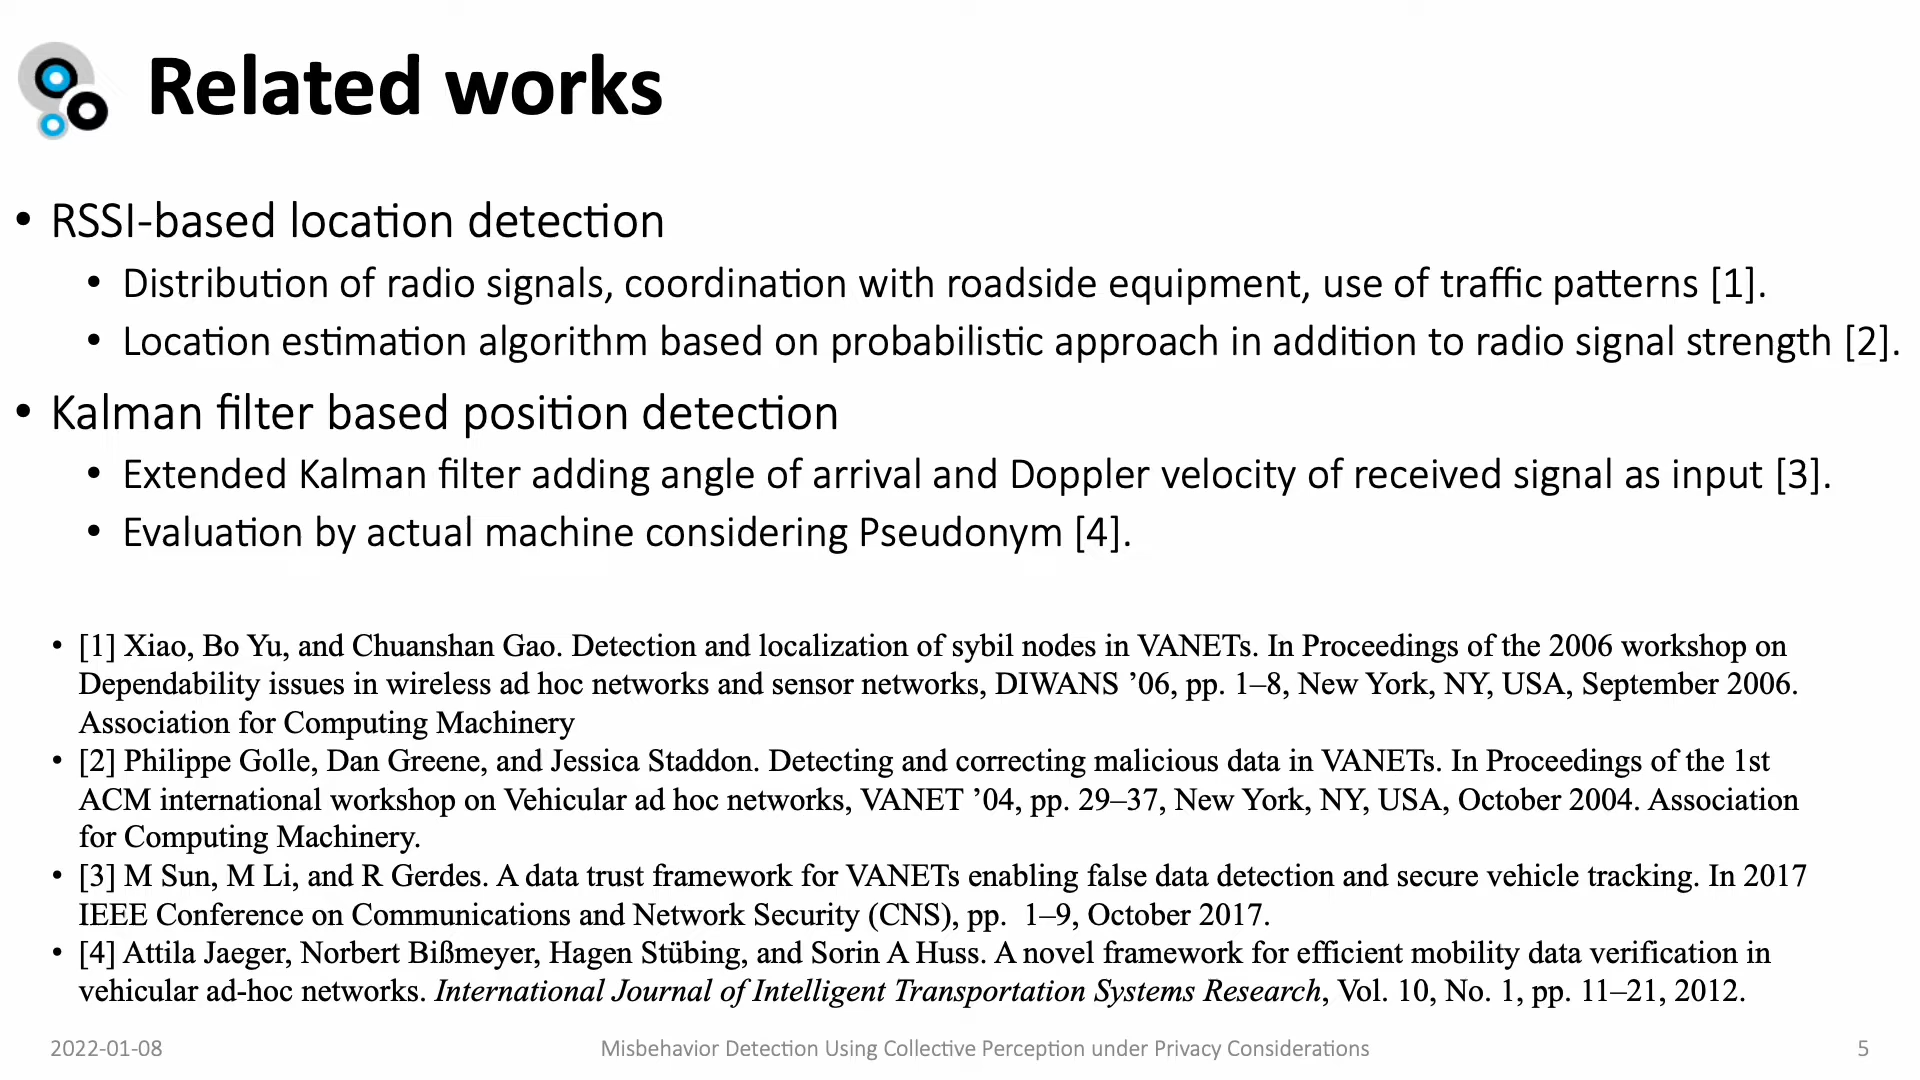 Related works
• RSSI-based location detection
• Distribution of radio signals, coordination with roadside equipment, use of traffic patterns [1].
• Location estimation algorithm based on probabilistic approach in addition to radio signal strength [2].
• Kalman filter based position detection
• Extended Kalman filter adding angle of arrival and Doppler velocity of received signal as input [3].
• Evaluation by actual machine considering Pseudonym [4].
• [1] Xiao, Bo Yu, and Chuanshan Gao. Detection and localization of sybil nodes in VANETs. In Proceedings of the 2006 workshop on
Dependability issues in wireless ad hoc networks and sensor networks, DIWANS ’06, pp. 1–8, New York, NY, USA, September 2006.
Association for Computing Machinery
• [2] Philippe Golle, Dan Greene, and Jessica Staddon. Detecting and correcting malicious data in VANETs. In Proceedings of the 1st
ACM international workshop on Vehicular ad hoc networks, VANET ’04, pp. 29–37, New York, NY, USA, October 2004. Association
for Computing Machinery.
• [3] M Sun, M Li, and R Gerdes. A data trust framework for VANETs enabling false data detection and secure vehicle tracking. In 2017
IEEE Conference on Communications and Network Security (CNS), pp. 1–9, October 2017.
• [4] Attila Jaeger, Norbert Bißmeyer, Hagen Stübing, and Sorin A Huss. A novel framework for efficient mobility data verification in
vehicular ad-hoc networks. International Journal of Intelligent Transportation Systems Research, Vol. 10, No. 1, pp. 11–21, 2012.
2022-01-08
Misbehavior Detection Using Collective Perception under Privacy Considerations
5